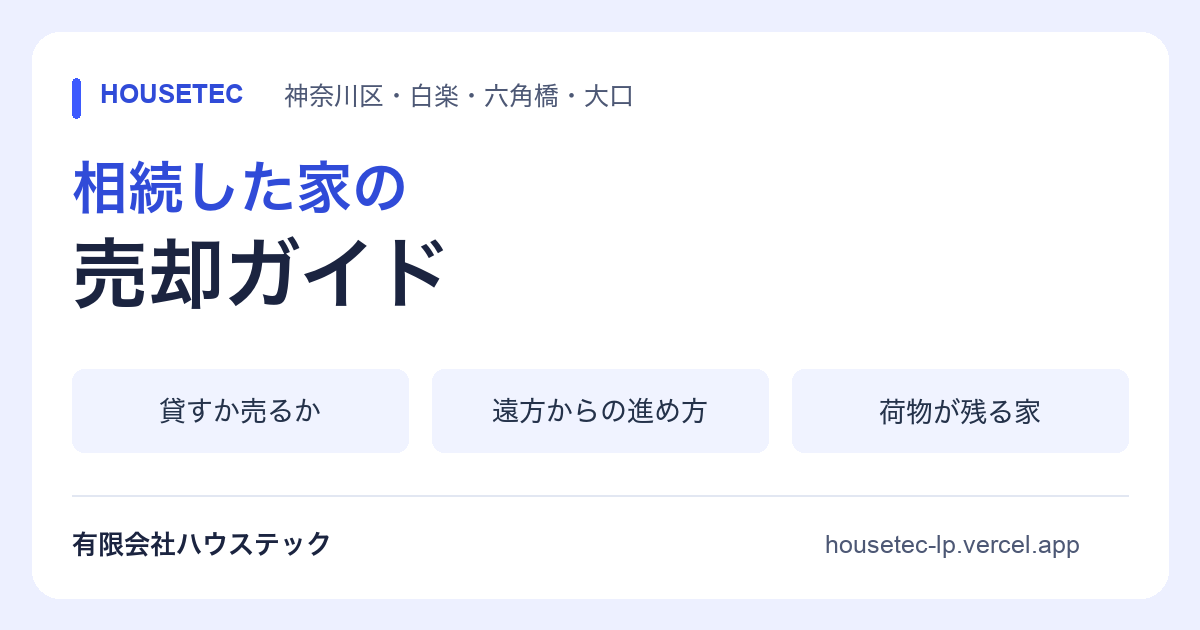 HOUSETEC 神奈川区・白楽・六角橋・大口
相続した家の
売却ガイド
貸すか売るか 遠方からの進め方 荷物が残る家
有限会社ハウステック housetec-lp.vercel.app